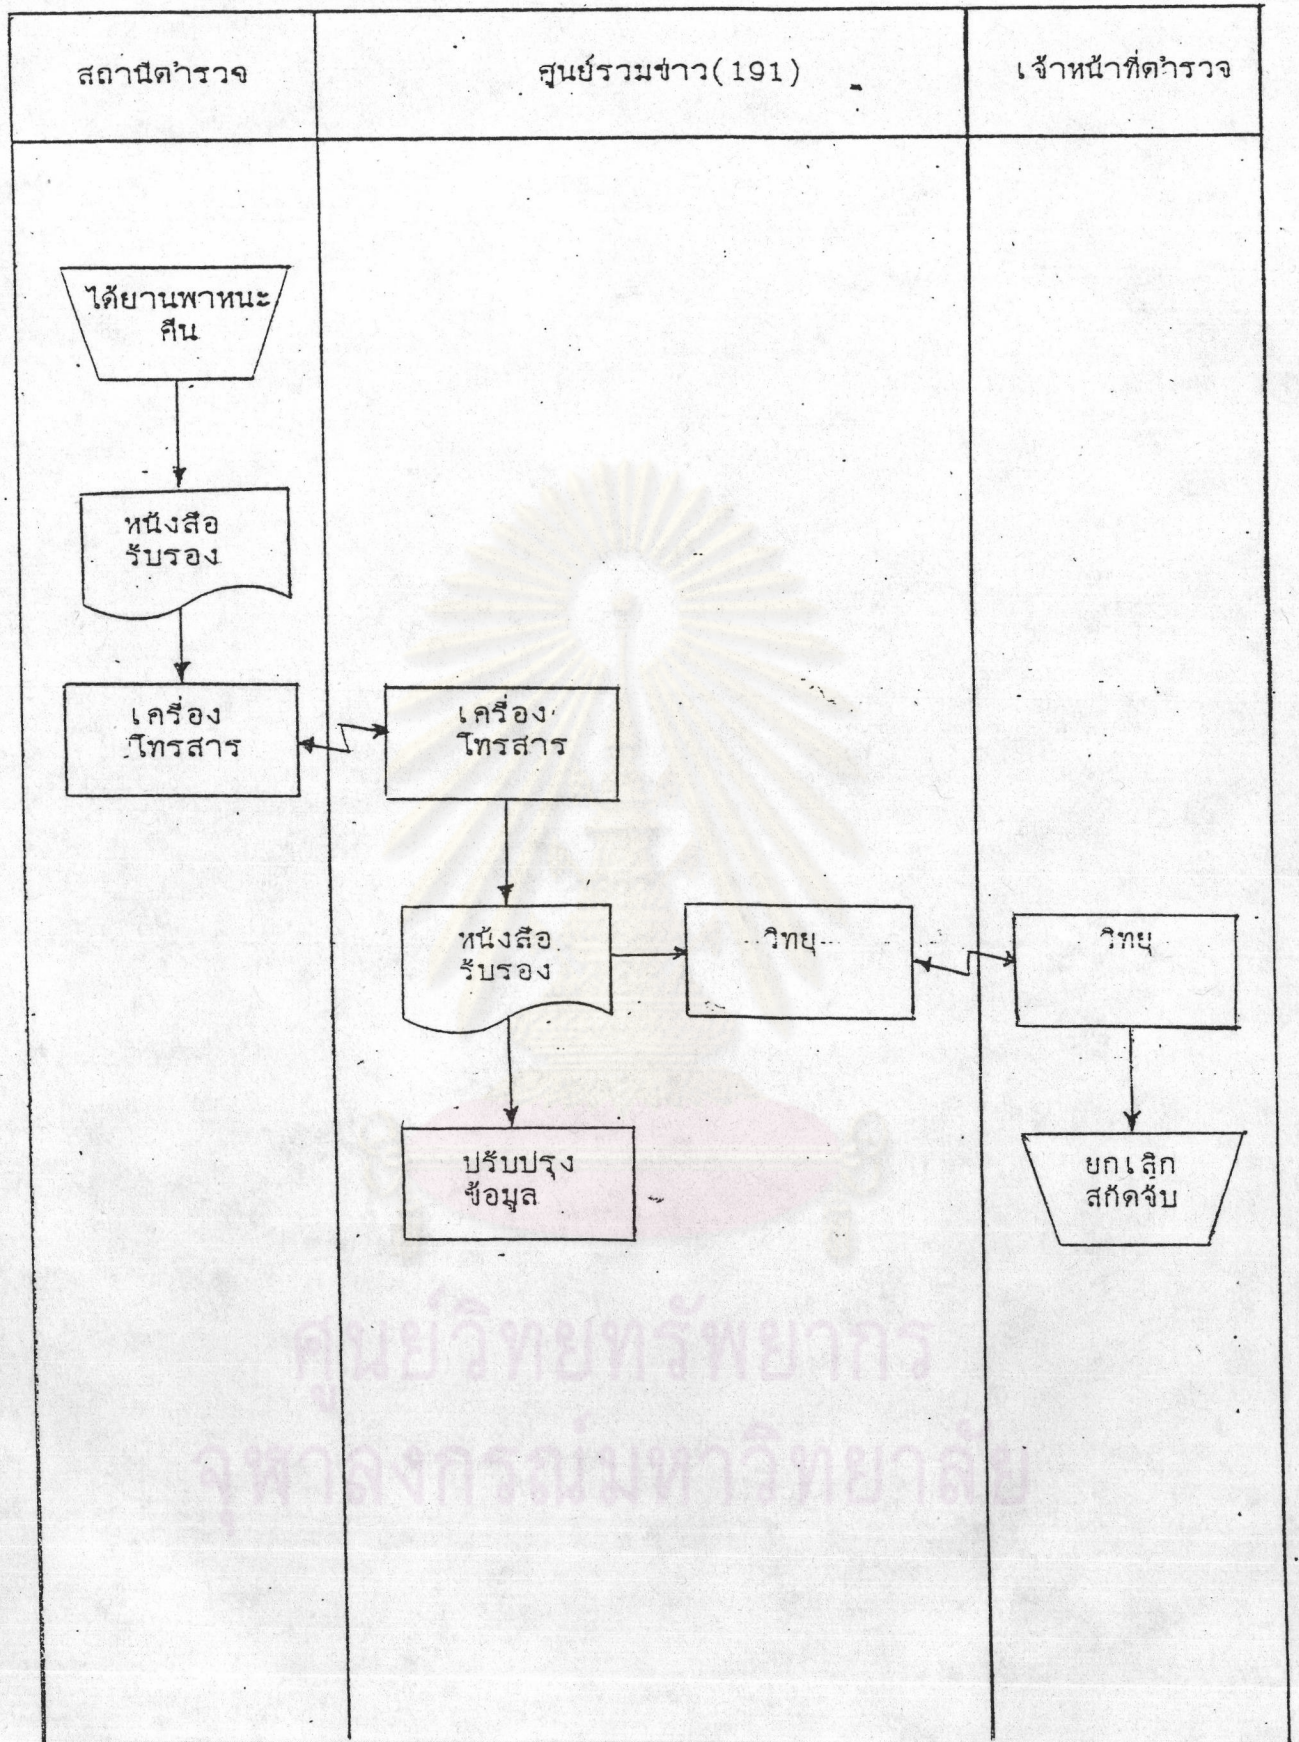 สถานีตำรวจ
ศูนย์รวมข่าว(191)
เจ้าหน้าที่ตำรวจ
ได้ยานพาหนะ
คืน
หนังสือ
รับรอง
เครื่อง
โทรสาร
เครื่อง
โทรสาร
หนังสือ
รับรอง
วิทยุ
วิทยุ
ปรับปรุง
ข้อมูล
ยกเลิก
สกัดจับ
ศูนย์วิทยทรัพยากร
จุฬาลงกรณ์มหาวิทยาลัย